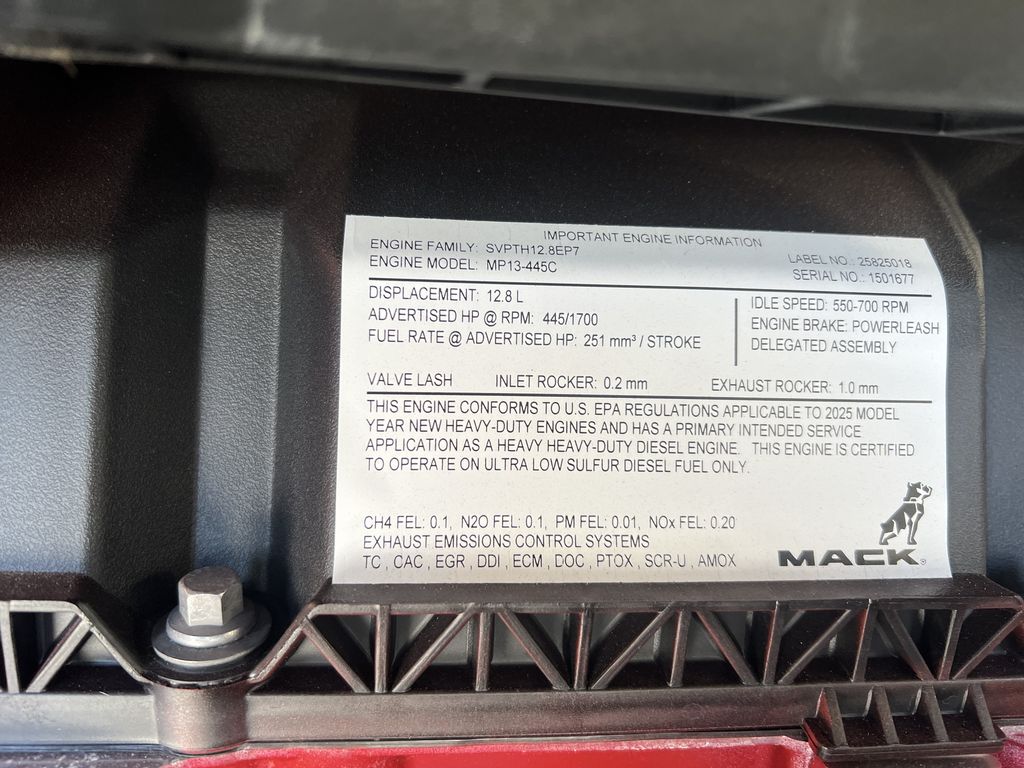 IMPORTANT ENGINE INFORMATION
ENGINE FAMILY: SVPTH12.8EP7
ENGINE MODEL: MP13-445C
LABEL NO.: 25825018
SERIAL NO.: 1501677
DISPLACEMENT: 12.8 L
ADVERTISED HP @ RPM: 445/1700
FUEL RATE @ ADVERTISED HP: 251 mm³ / STROKE
IDLE SPEED: 550-700 RPM
ENGINE BRAKE: POWERLEASH
DELEGATED ASSEMBLY
VALVE LASH INLET ROCKER: 0.2 mm EXHAUST ROCKER: 1.0 mm
THIS ENGINE CONFORMS TO U.S. EPA REGULATIONS APPLICABLE TO 2025 MODEL
YEAR NEW HEAVY-DUTY ENGINES AND HAS A PRIMARY INTENDED SERVICE
APPLICATION AS A HEAVY HEAVY-DUTY DIESEL ENGINE. THIS ENGINE IS CERTIFIED
TO OPERATE ON ULTRA LOW SULFUR DIESEL FUEL ONLY.
CH4 FEL: 0.1, N2O FEL: 0.1, PM FEL: 0.01, NOx FEL: 0.20
EXHAUST EMISSIONS CONTROL SYSTEMS
TC , CAC , EGR , DDI , ECM , DOC , PTOX , SCR-U , AMOX
MACK®